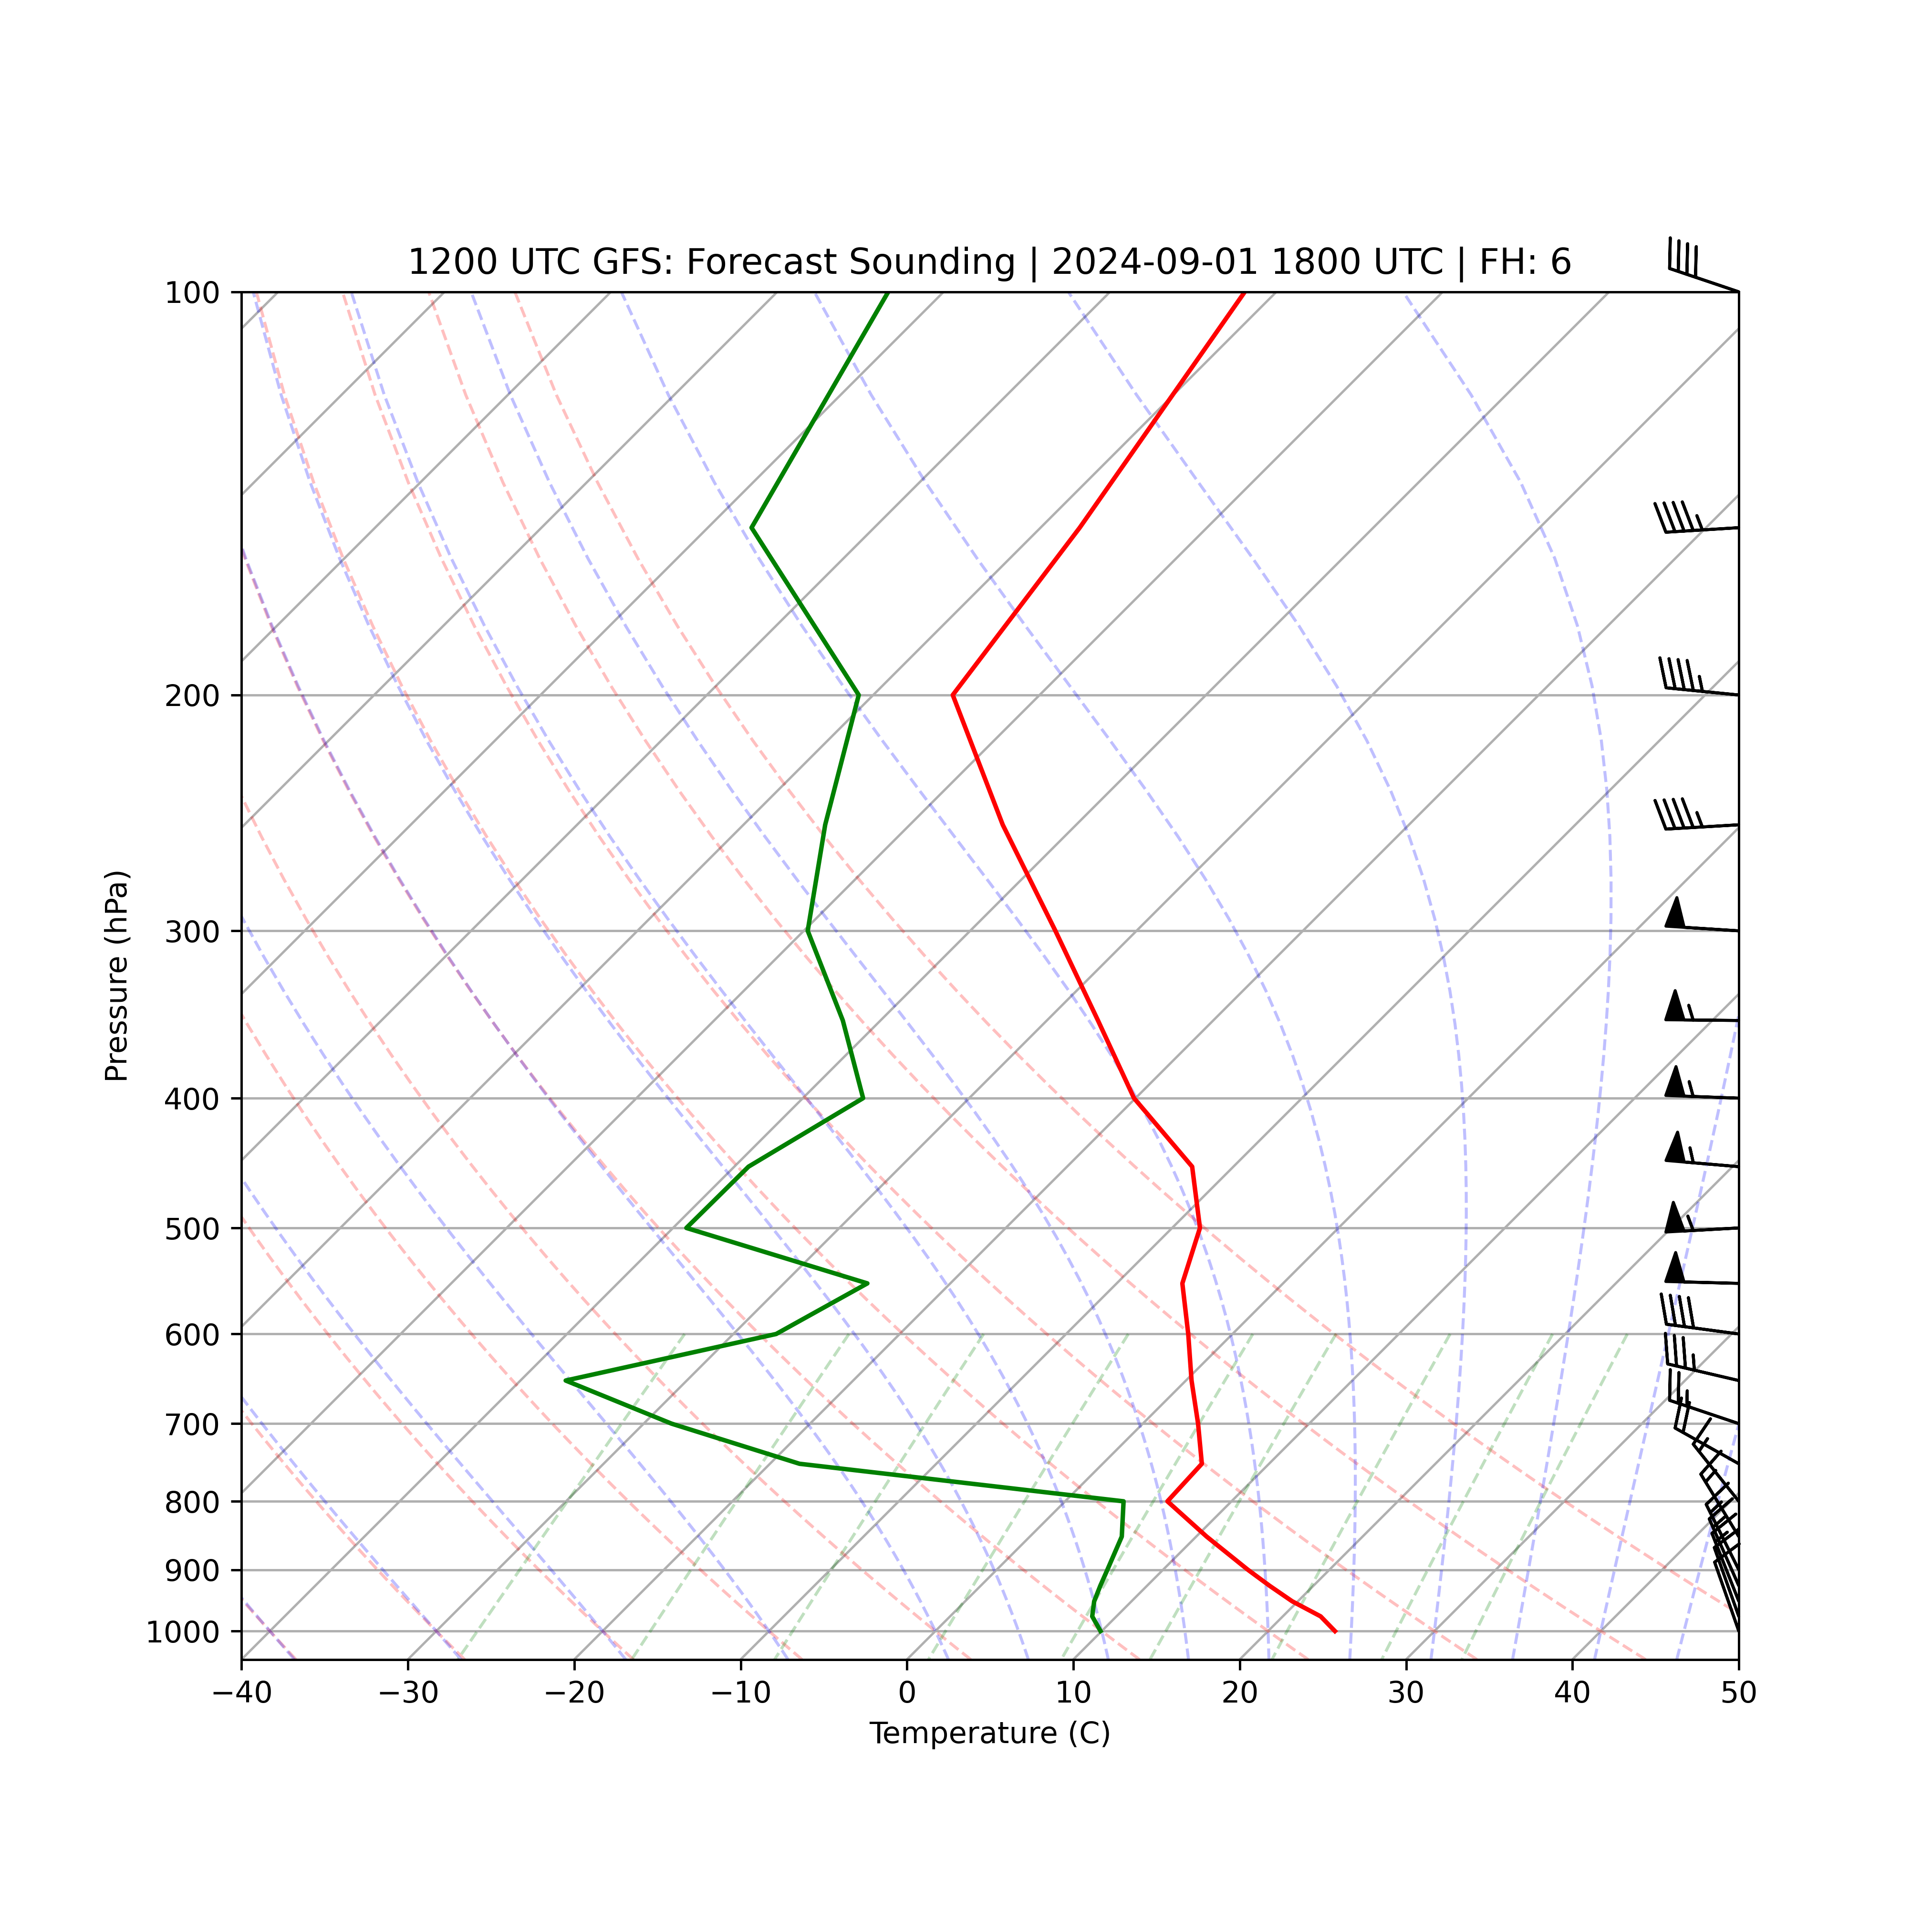 1200 UTC GFS: Forecast Sounding | 2024-09-01 1800 UTC | FH: 6
100
200
300
400
500
600
700
800
900
1000
Pressure (hPa)
−40 −30 −20 −10 0 10 20 30 40 50
Temperature (C)